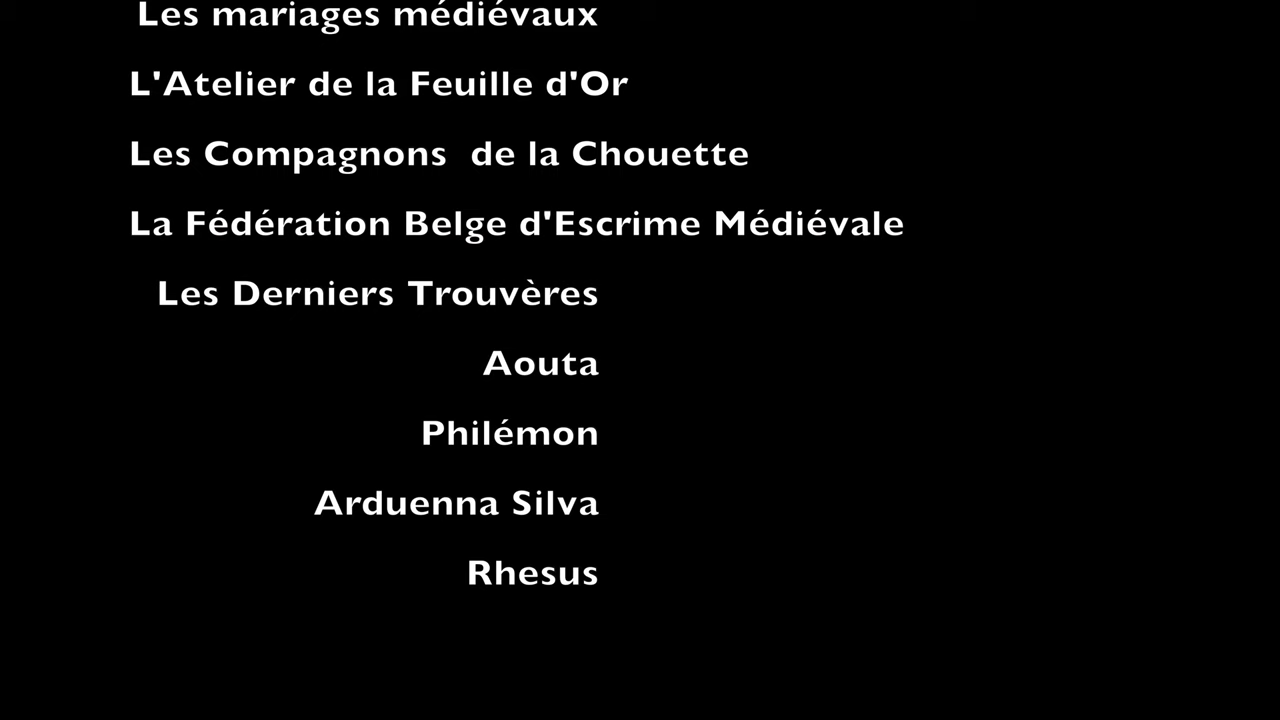 Les mariages médiévaux
L'Atelier de la Feuille d'Or
Les Compagnons  de la Chouette
La Fédération Belge d'Escrime Médiévale
Les Derniers Trouvères
Aouta
Philémon
Arduenna Silva
Rhesus